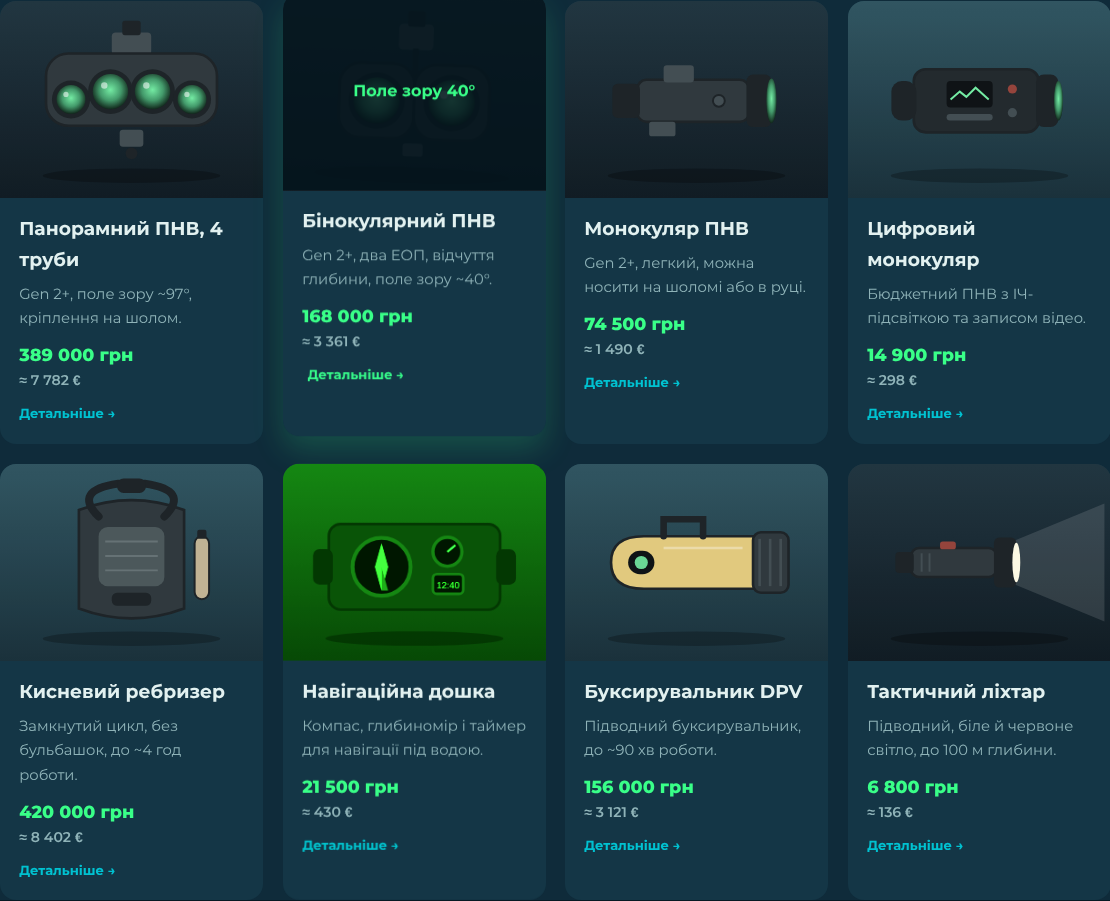 Поле зору 40°
Панорамний ПНВ, 4
труби
Gen 2+, поле зору ~97°,
кріплення на шолом.
389 000 грн
≈ 7 782 €
Детальніше →
Бінокулярний ПНВ
Gen 2+, два ЕОП, відчуття
глибини, поле зору ~40°.
168 000 грн
≈ 3 361 €
Детальніше →
Монокуляр ПНВ
Gen 2+, легкий, можна
носити на шоломі або в руці.
74 500 грн
≈ 1 490 €
Детальніше →
Цифровий
монокуляр
Бюджетний ПНВ з ІЧ-
підсвіткою та записом відео.
14 900 грн
≈ 298 €
Детальніше →
Кисневий ребризер
Замкнутий цикл, без
бульбашок, до ~4 год
роботи.
420 000 грн
≈ 8 402 €
Детальніше →
12:40
Навігаційна дошка
Компас, глибиномір і таймер
для навігації під водою.
21 500 грн
≈ 430 €
Детальніше →
Буксирувальник DPV
Підводний буксирувальник,
до ~90 хв роботи.
156 000 грн
≈ 3 121 €
Детальніше →
Тактичний ліхтар
Підводний, біле й червоне
світло, до 100 м глибини.
6 800 грн
≈ 136 €
Детальніше →